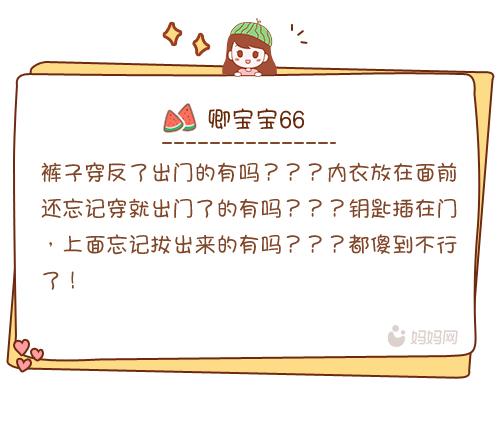 卿宝宝66
裤子穿反了出门的有吗？？？内衣放在面前
还忘记穿就出门了的有吗？？？钥匙插在门
，上面忘记拔出来的有吗？？？都傻到不行
了！
妈妈网